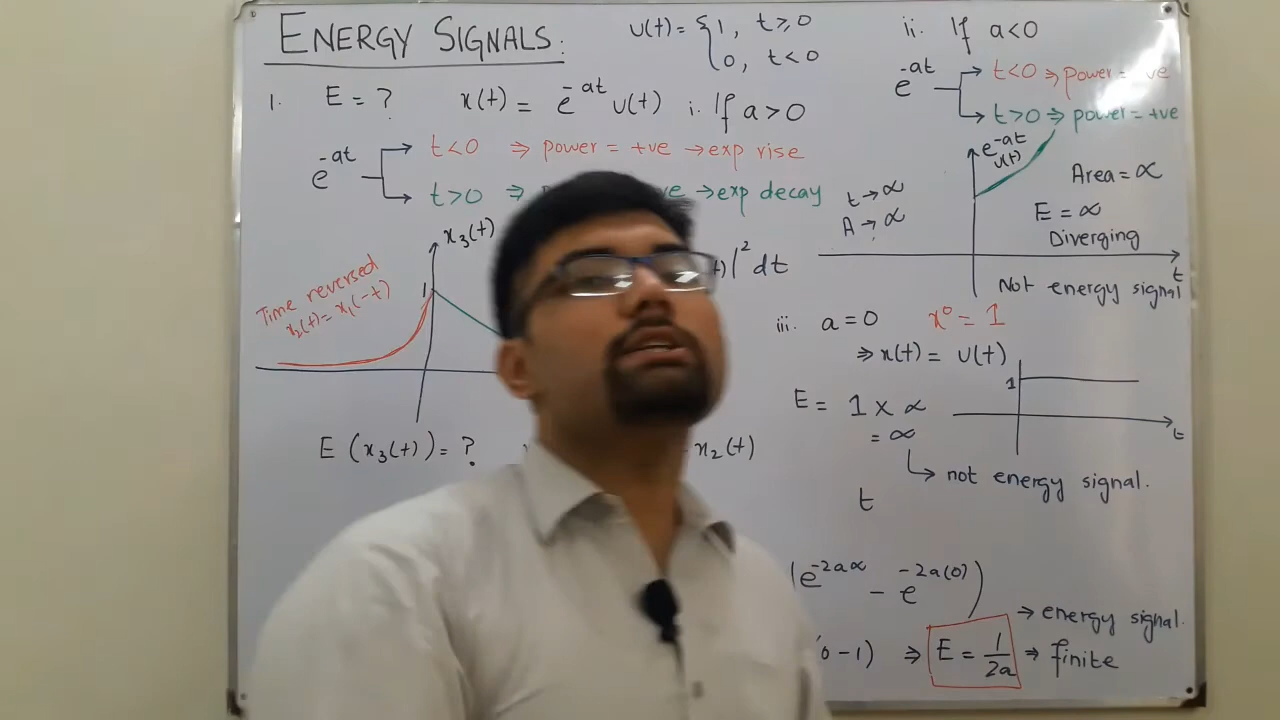 ENERGY SIGNALS:
u(t) = { 1, t ≥ 0
0, t < 0
1. E = ? x(t) = e^-at u(t) i. If a > 0
e^-at
t<0 ⇒ power = +ve → exp rise
t>0 ⇒ ve → exp decay
x₃(t)
1
Time reversed
x₂(t) = x₁(-t)
t)|² dt
E (x₃(t)) = ?
x₂(t)
ii. If a<0
e^-at
t<0 ⇒ power = ve
t>0 ⇒ power = +ve
e^-at
u(t)
t → ∝
A → ∝
Area = ∝
E = ∝
Diverging
t
Not energy signal
iii. a = 0 x⁰ = 1
⇒ x(t) = u(t)
1
t
E = 1 x ∝
= ∝
↳ not energy signal.
t
(e^-2a∝ - e^-2a(0))
→ energy signal.
(0-1) ⇒ E = 1/2a ⇒ finite